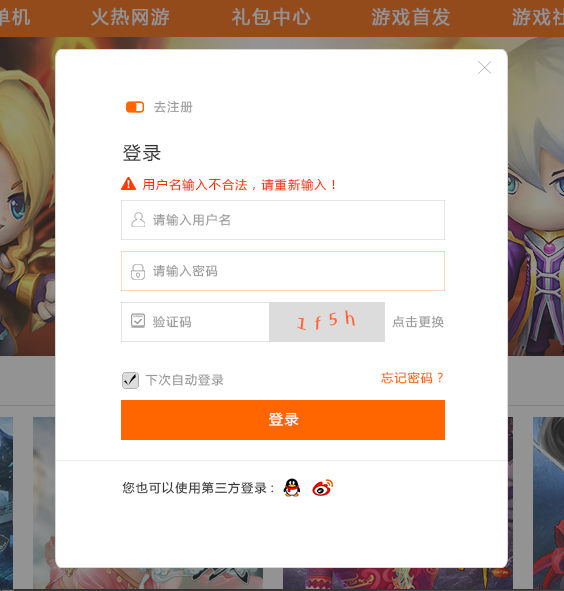 单机 火热网游 礼包中心 游戏首发 游戏社
去注册
登录
用户名输入不合法，请重新输入！
请输入用户名
请输入密码
验证码 1f5h 点击更换
下次自动登录 忘记密码？
登录
您也可以使用第三方登录：